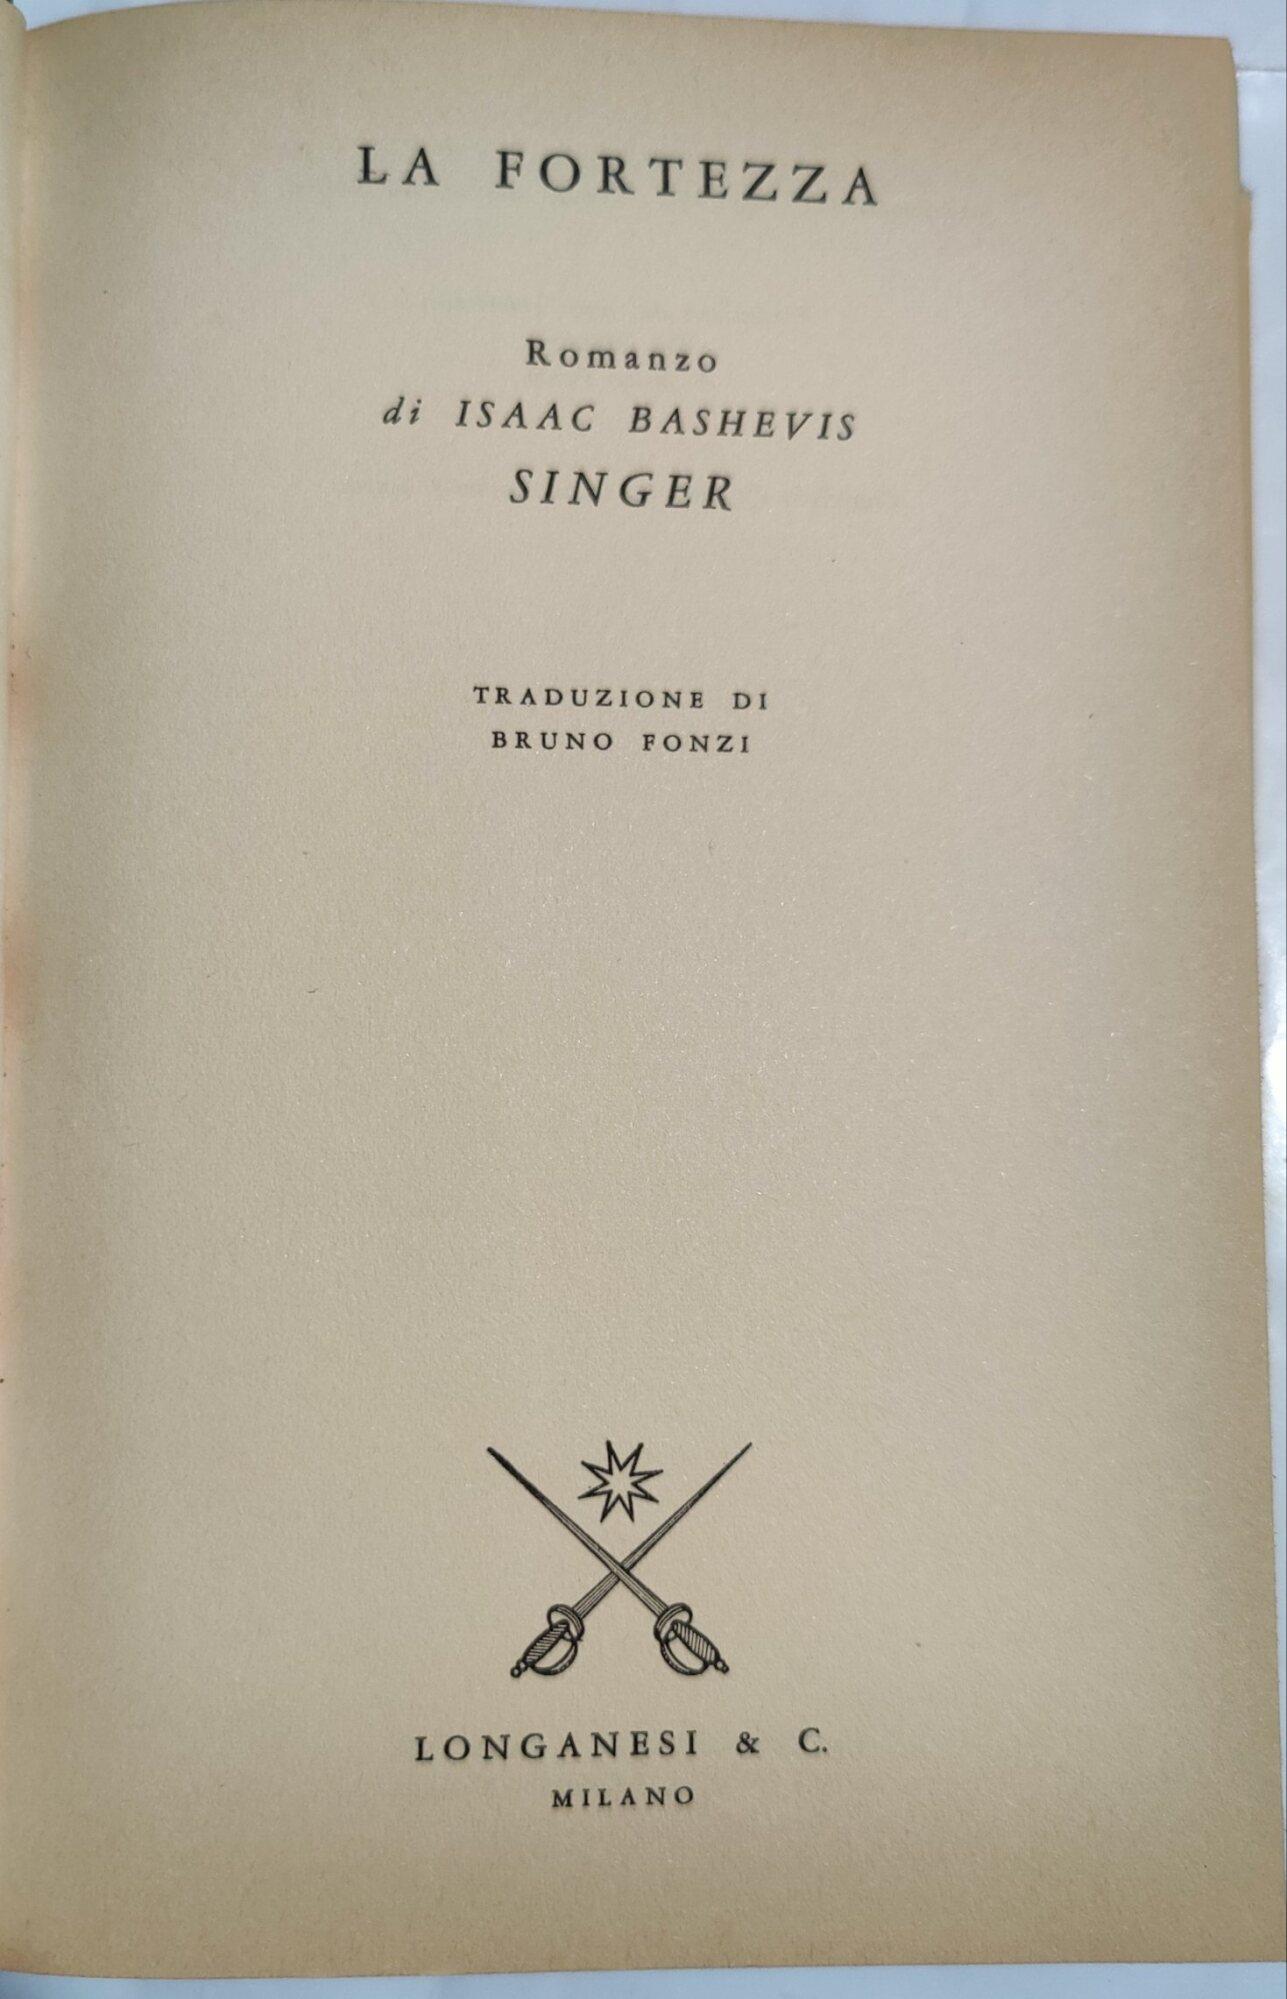 LA FORTEZZA
Romanzo
di ISAAC BASHEVIS
SINGER
TRADUZIONE DI
BRUNO FONZI
LONGANESI & C.
MILANO